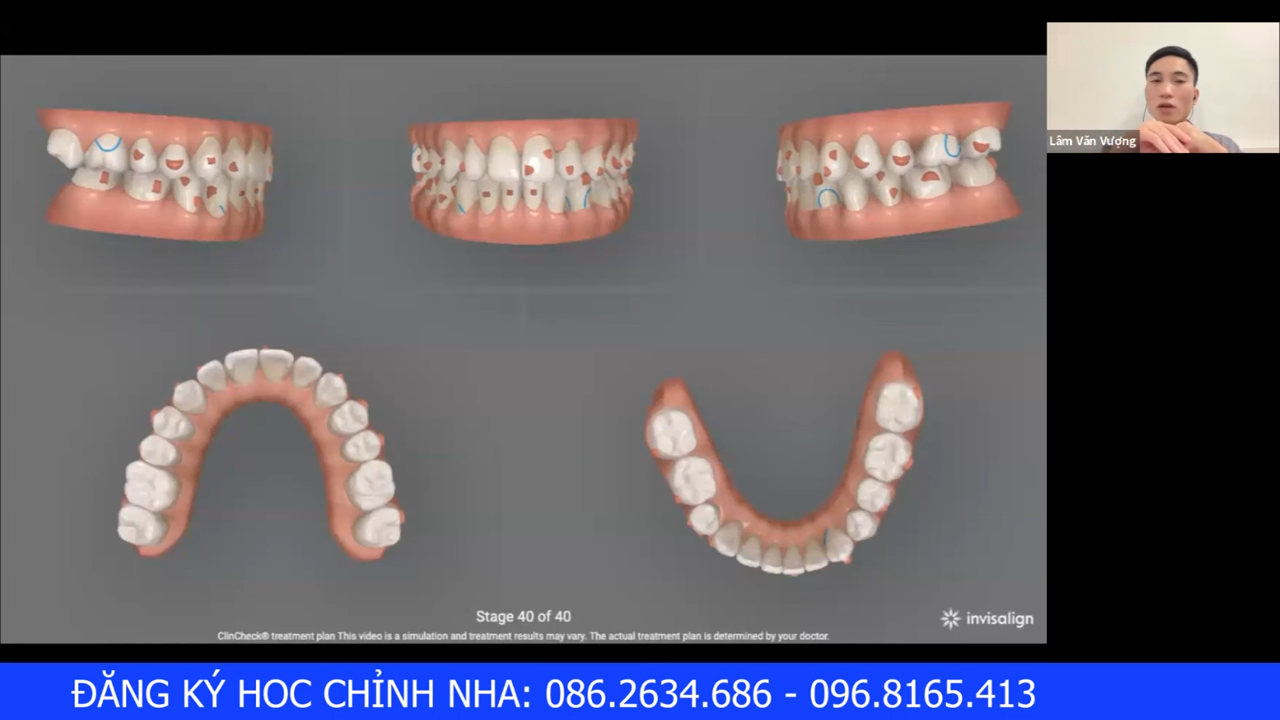 Lâm Văn Vượng
Stage 40 of 40
invisalign
ClinCheck® treatment plan This video is a simulation and treatment results may vary. The actual treatment plan is determined by your doctor.
ĐĂNG KÝ HOC CHỈNH NHA: 086.2634.686 - 096.8165.413